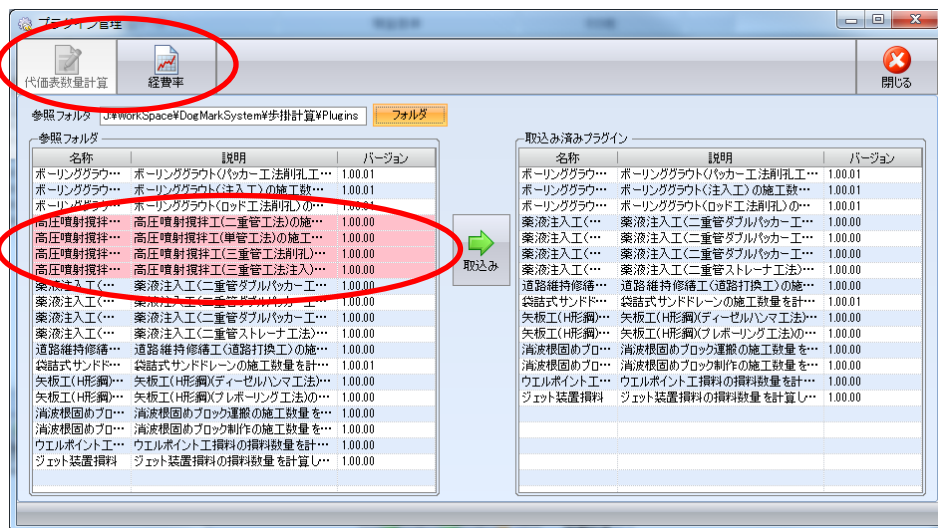 プラグイン管理
代価表数量計算
経費率
閉じる
参照フォルダ J:¥WorkSpace¥DogMarkSystem¥歩掛計算¥Plugins フォルダ
参照フォルダ
名称 説明 バージョン
ボーリンググラウ… ボーリンググラウト(パッカー工法削孔工… 1.00.01
ボーリンググラウ… ボーリンググラウト(注入工)の施工数… 1.00.01
ボーリンググラウ… ボーリンググラウト(ロッド工法削孔)の… 1.00.01
高圧噴射撹拌… 高圧噴射撹拌工(二重管工法)の施… 1.00.00
高圧噴射撹拌… 高圧噴射撹拌工(単管工法)の施工… 1.00.00
高圧噴射撹拌… 高圧噴射撹拌工(三重管工法削孔)… 1.00.00
高圧噴射撹拌… 高圧噴射撹拌工(三重管工法注入)… 1.00.00
薬液注入工(… 薬液注入工(二重管ダブルパッカー工… 1.00.00
薬液注入工(… 薬液注入工(二重管ダブルパッカー工… 1.00.00
薬液注入工(… 薬液注入工(二重管ダブルパッカー工… 1.00.00
薬液注入工(… 薬液注入工(二重管ストレーナ工法)… 1.00.00
道路維持修繕… 道路維持修繕工(道路打換工)の施… 1.00.00
袋詰式サンドド… 袋詰式サンドドレーンの施工数量を計… 1.00.01
矢板工(H形鋼)… 矢板工(H形鋼)(ディーゼルハンマ工法)… 1.00.00
矢板工(H形鋼)… 矢板工(H形鋼)(プレボーリング工法)の… 1.00.00
消波根固めブロ… 消波根固めブロック運搬の施工数量を… 1.00.00
消波根固めブロ… 消波根固めブロック制作の施工数量を… 1.00.00
ウエルポイント工… ウエルポイント工損料の損料数量を計… 1.00.00
ジェット装置損料 ジェット装置損料の損料数量を計算し… 1.00.00
取込み
取込み済みプラグイン
名称 説明 バージョン
ボーリンググラウ… ボーリンググラウト(パッカー工法削孔工… 1.00.01
ボーリンググラウ… ボーリンググラウト(注入工)の施工数… 1.00.01
ボーリンググラウ… ボーリンググラウト(ロッド工法削孔)の… 1.00.01
薬液注入工(… 薬液注入工(二重管ダブルパッカー工… 1.00.00
薬液注入工(… 薬液注入工(二重管ダブルパッカー工… 1.00.00
薬液注入工(… 薬液注入工(二重管ダブルパッカー工… 1.00.00
薬液注入工(… 薬液注入工(二重管ストレーナ工法)… 1.00.00
道路維持修繕… 道路維持修繕工(道路打換工)の施… 1.00.00
袋詰式サンドド… 袋詰式サンドドレーンの施工数量を計… 1.00.01
矢板工(H形鋼)… 矢板工(H形鋼)(ディーゼルハンマ工法)… 1.00.00
矢板工(H形鋼)… 矢板工(H形鋼)(プレボーリング工法)の… 1.00.00
消波根固めブロ… 消波根固めブロック運搬の施工数量を… 1.00.00
消波根固めブロ… 消波根固めブロック制作の施工数量を… 1.00.00
ウエルポイント工… ウエルポイント工損料の損料数量を計… 1.00.00
ジェット装置損料 ジェット装置損料の損料数量を計算し… 1.00.00